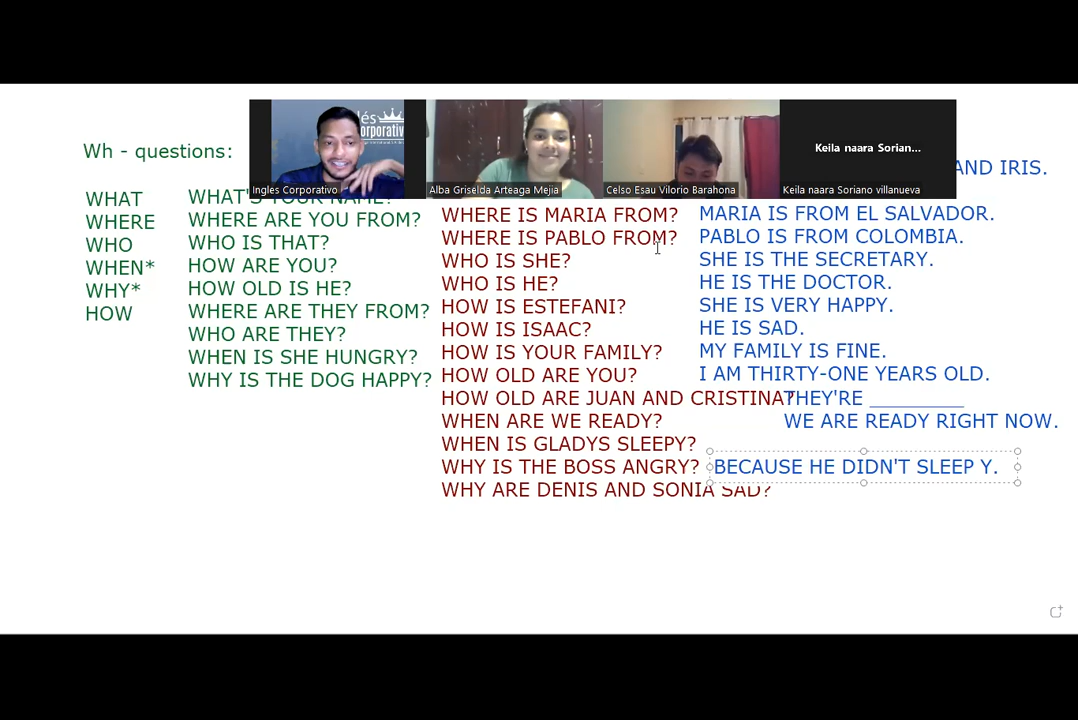 Wh - questions:
WHAT
WHERE
WHO
WHEN*
WHY*
HOW
WHAT'S YOUR NAME?
WHERE ARE YOU FROM?
WHO IS THAT?
HOW ARE YOU?
HOW OLD IS HE?
WHERE ARE THEY FROM?
WHO ARE THEY?
WHEN IS SHE HUNGRY?
WHY IS THE DOG HAPPY?
Inglés
Corporativo
Ingles Corporativo
Alba Griselda Arteaga Mejia
Celso Esau Vilorio Barahona
Keila naara Sorian...
Keila naara Soriano villanueva
WHERE IS MARIA FROM?
WHERE IS PABLO FROM?
WHO IS SHE?
WHO IS HE?
HOW IS ESTEFANI?
HOW IS ISAAC?
HOW IS YOUR FAMILY?
HOW OLD ARE YOU?
HOW OLD ARE JUAN AND CRISTINA?
WHEN ARE WE READY?
WHEN IS GLADYS SLEEPY?
WHY IS THE BOSS ANGRY?
WHY ARE DENIS AND SONIA SAD?
AND IRIS.
MARIA IS FROM EL SALVADOR.
PABLO IS FROM COLOMBIA.
SHE IS THE SECRETARY.
HE IS THE DOCTOR.
SHE IS VERY HAPPY.
HE IS SAD.
MY FAMILY IS FINE.
I AM THIRTY-ONE YEARS OLD.
THEY'RE _________
WE ARE READY RIGHT NOW.
BECAUSE HE DIDN'T SLEEP Y.